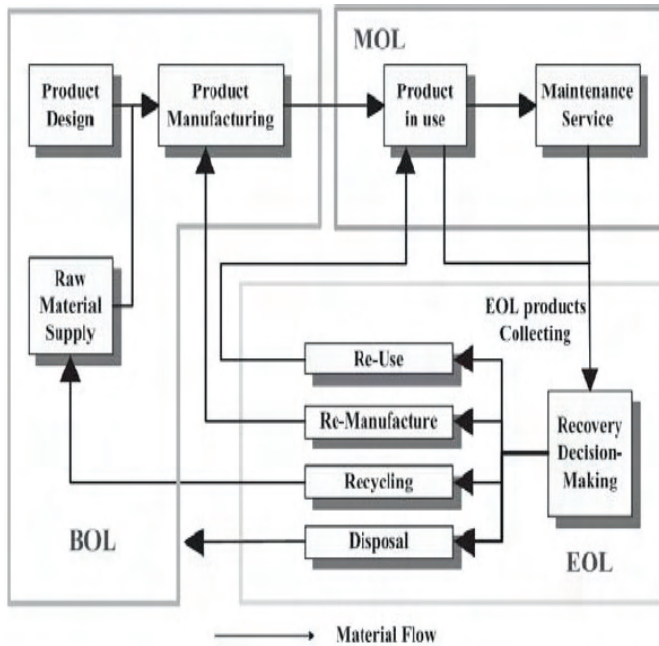 MOL
Product
Design
Product
Manufacturing
Product
in use
Maintenance
Service
Raw
Material
Supply
EOL products
Collecting
Re-Use
Re-Manufacture
Recycling
Disposal
Recovery
Decision-
Making
BOL
EOL
Material Flow